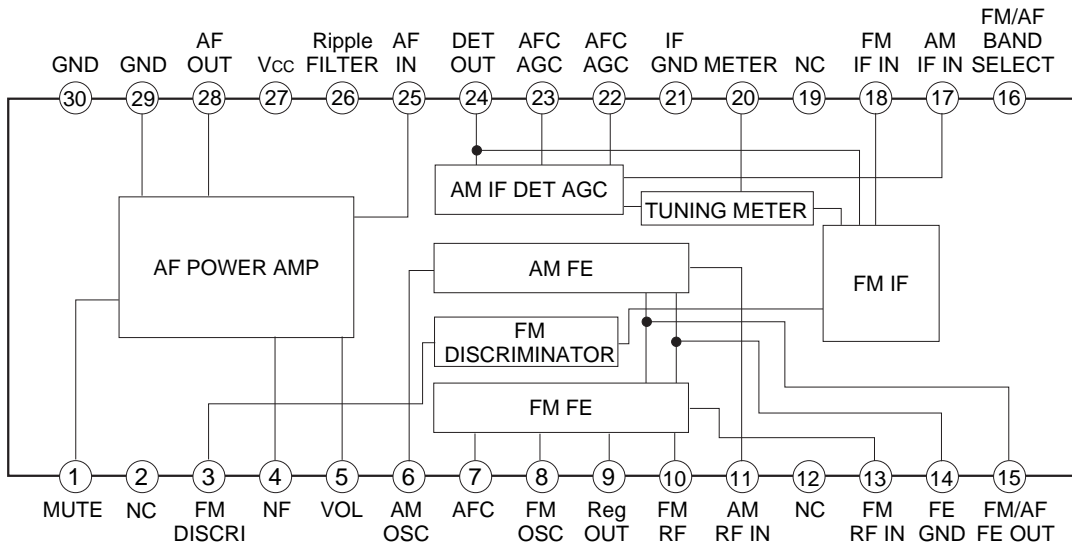 GND
GND
AF
OUT
Vcc
Ripple
FILTER
AF
IN
DET
OUT
AFC
AGC
AFC
AGC
IF
GND
METER
NC
FM
IF IN
AM
IF IN
FM/AF
BAND
SELECT
30
29
28
27
26
25
24
23
22
21
20
19
18
17
16
AM IF DET AGC
TUNING METER
AF POWER AMP
AM FE
FM IF
FM
DISCRIMINATOR
FM FE
1
2
3
4
5
6
7
8
9
10
11
12
13
14
15
MUTE
NC
FM
DISCRI
NF
VOL
AM
OSC
AFC
FM
OSC
Reg
OUT
FM
RF
AM
RF IN
NC
FM
RF IN
FE
GND
FM/AF
FE OUT